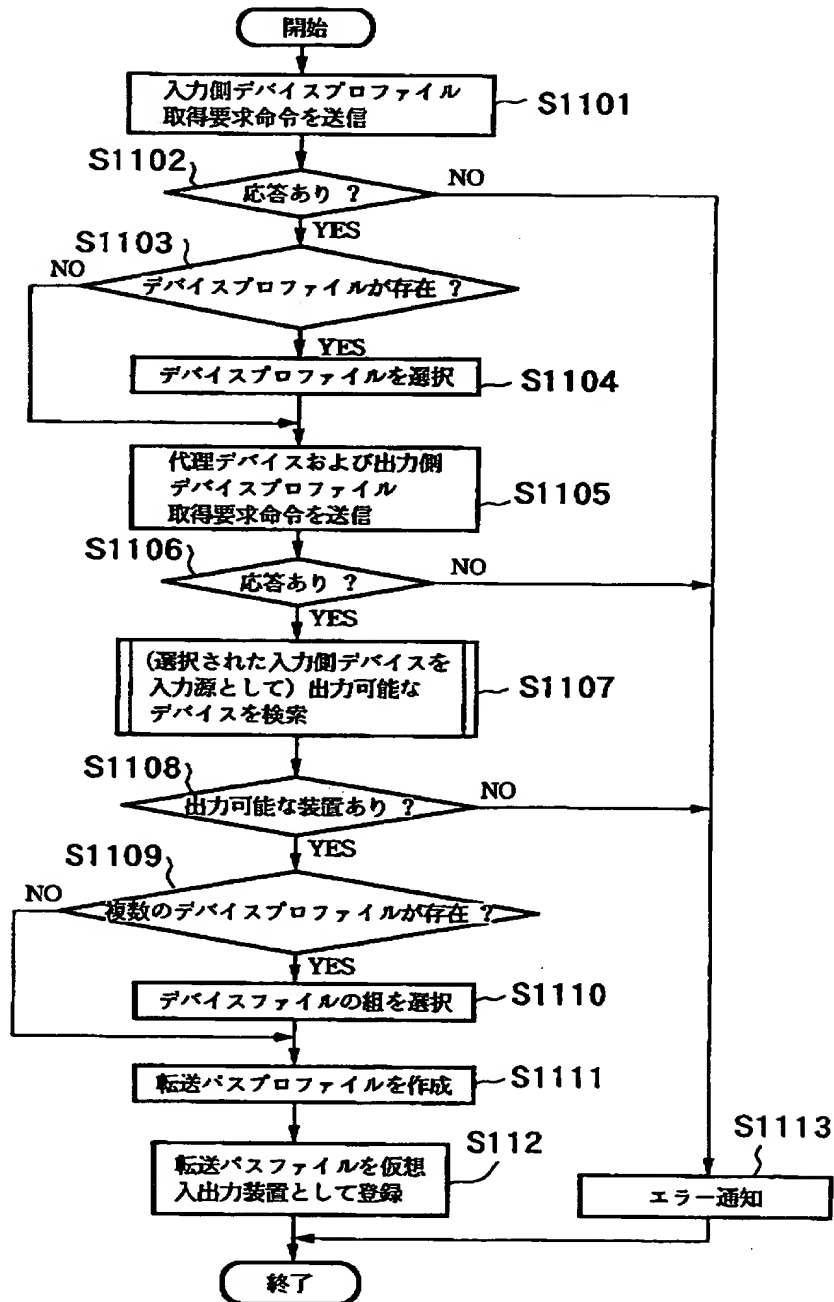 開始
入力側デバイスプロファイル
取得要求命令を送信
S1101
S1102
応答あり ?
NO
YES
S1103
NO
デバイスプロファイルが存在 ?
YES
デバイスプロファイルを選択
S1104
代理デバイスおよび出力側
デバイスプロファイル
取得要求命令を送信
S1105
S1106
応答あり ?
NO
YES
(選択された入力側デバイスを
入力源として) 出力可能な
デバイスを検索
S1107
S1108
出力可能な装置あり ?
NO
YES
S1109
NO
複数のデバイスプロファイルが存在 ?
YES
デバイスファイルの組を選択
S1110
転送パスプロファイルを作成
S1111
転送パスファイルを仮想
入出力装置として登録
S112
S1113
エラー通知
終了